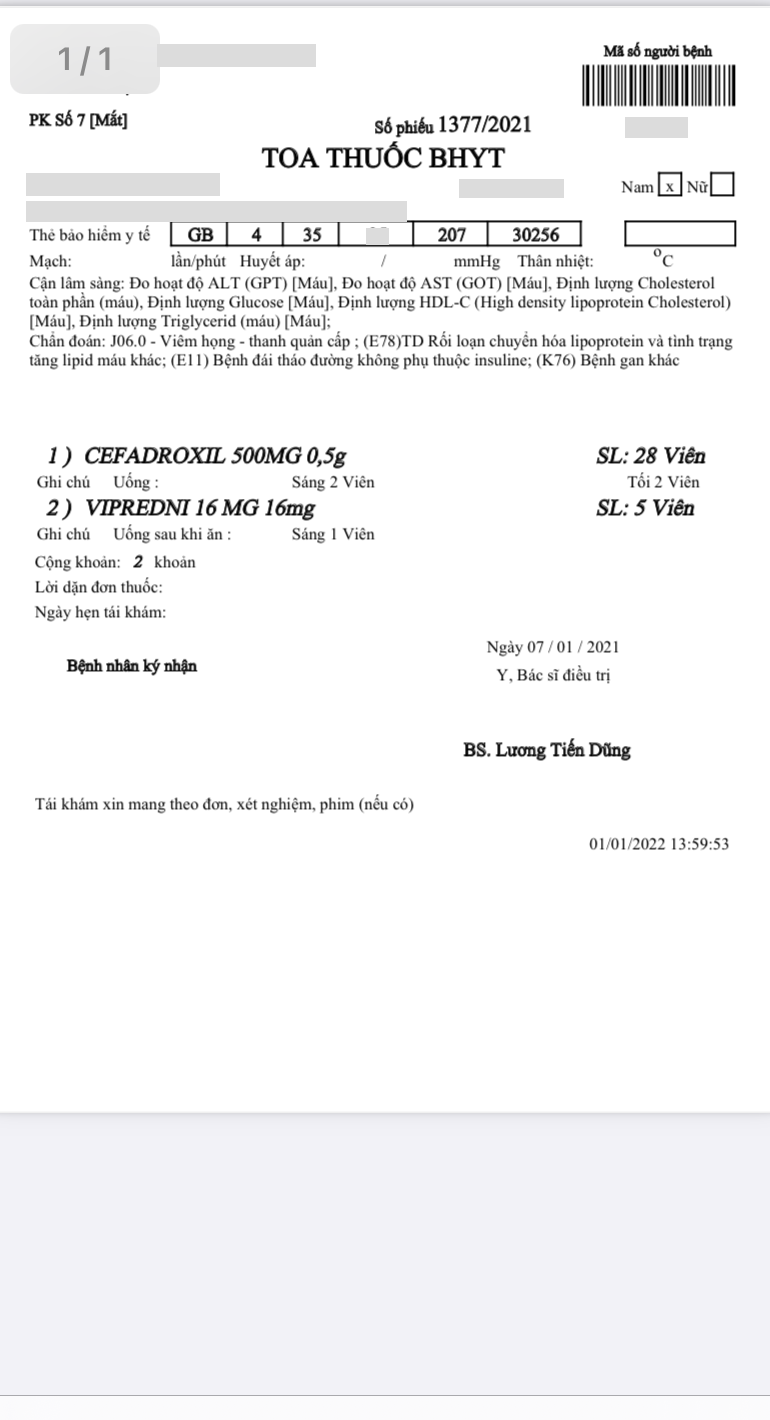 1/1
Mã số người bệnh
PK Số 7 [Mắt]
Số phiếu 1377/2021
TOA THUỐC BHYT
Nam x Nữ
Thẻ bảo hiểm y tế GB 4 35 207 30256
Mạch: lần/phút Huyết áp: / mmHg Thân nhiệt: °C
Cận lâm sàng: Đo hoạt độ ALT (GPT) [Máu], Đo hoạt độ AST (GOT) [Máu], Định lượng Cholesterol
toàn phần (máu), Định lượng Glucose [Máu], Định lượng HDL-C (High density lipoprotein Cholesterol)
[Máu], Định lượng Triglycerid (máu) [Máu];
Chẩn đoán: J06.0 - Viêm họng - thanh quản cấp ; (E78)TD Rối loạn chuyển hóa lipoprotein và tình trạng
tăng lipid máu khác; (E11) Bệnh đái tháo đường không phụ thuộc insuline; (K76) Bệnh gan khác
1 ) CEFADROXIL 500MG 0,5g SL: 28 Viên
Ghi chú Uống : Sáng 2 Viên Tối 2 Viên
2 ) VIPREDNI 16 MG 16mg SL: 5 Viên
Ghi chú Uống sau khi ăn : Sáng 1 Viên
Cộng khoản: 2 khoản
Lời dặn đơn thuốc:
Ngày hẹn tái khám:
Ngày 07 / 01 / 2021
Bệnh nhân ký nhận
Y, Bác sĩ điều trị
BS. Lương Tiến Dũng
Tái khám xin mang theo đơn, xét nghiệm, phim (nếu có)
01/01/2022 13:59:53